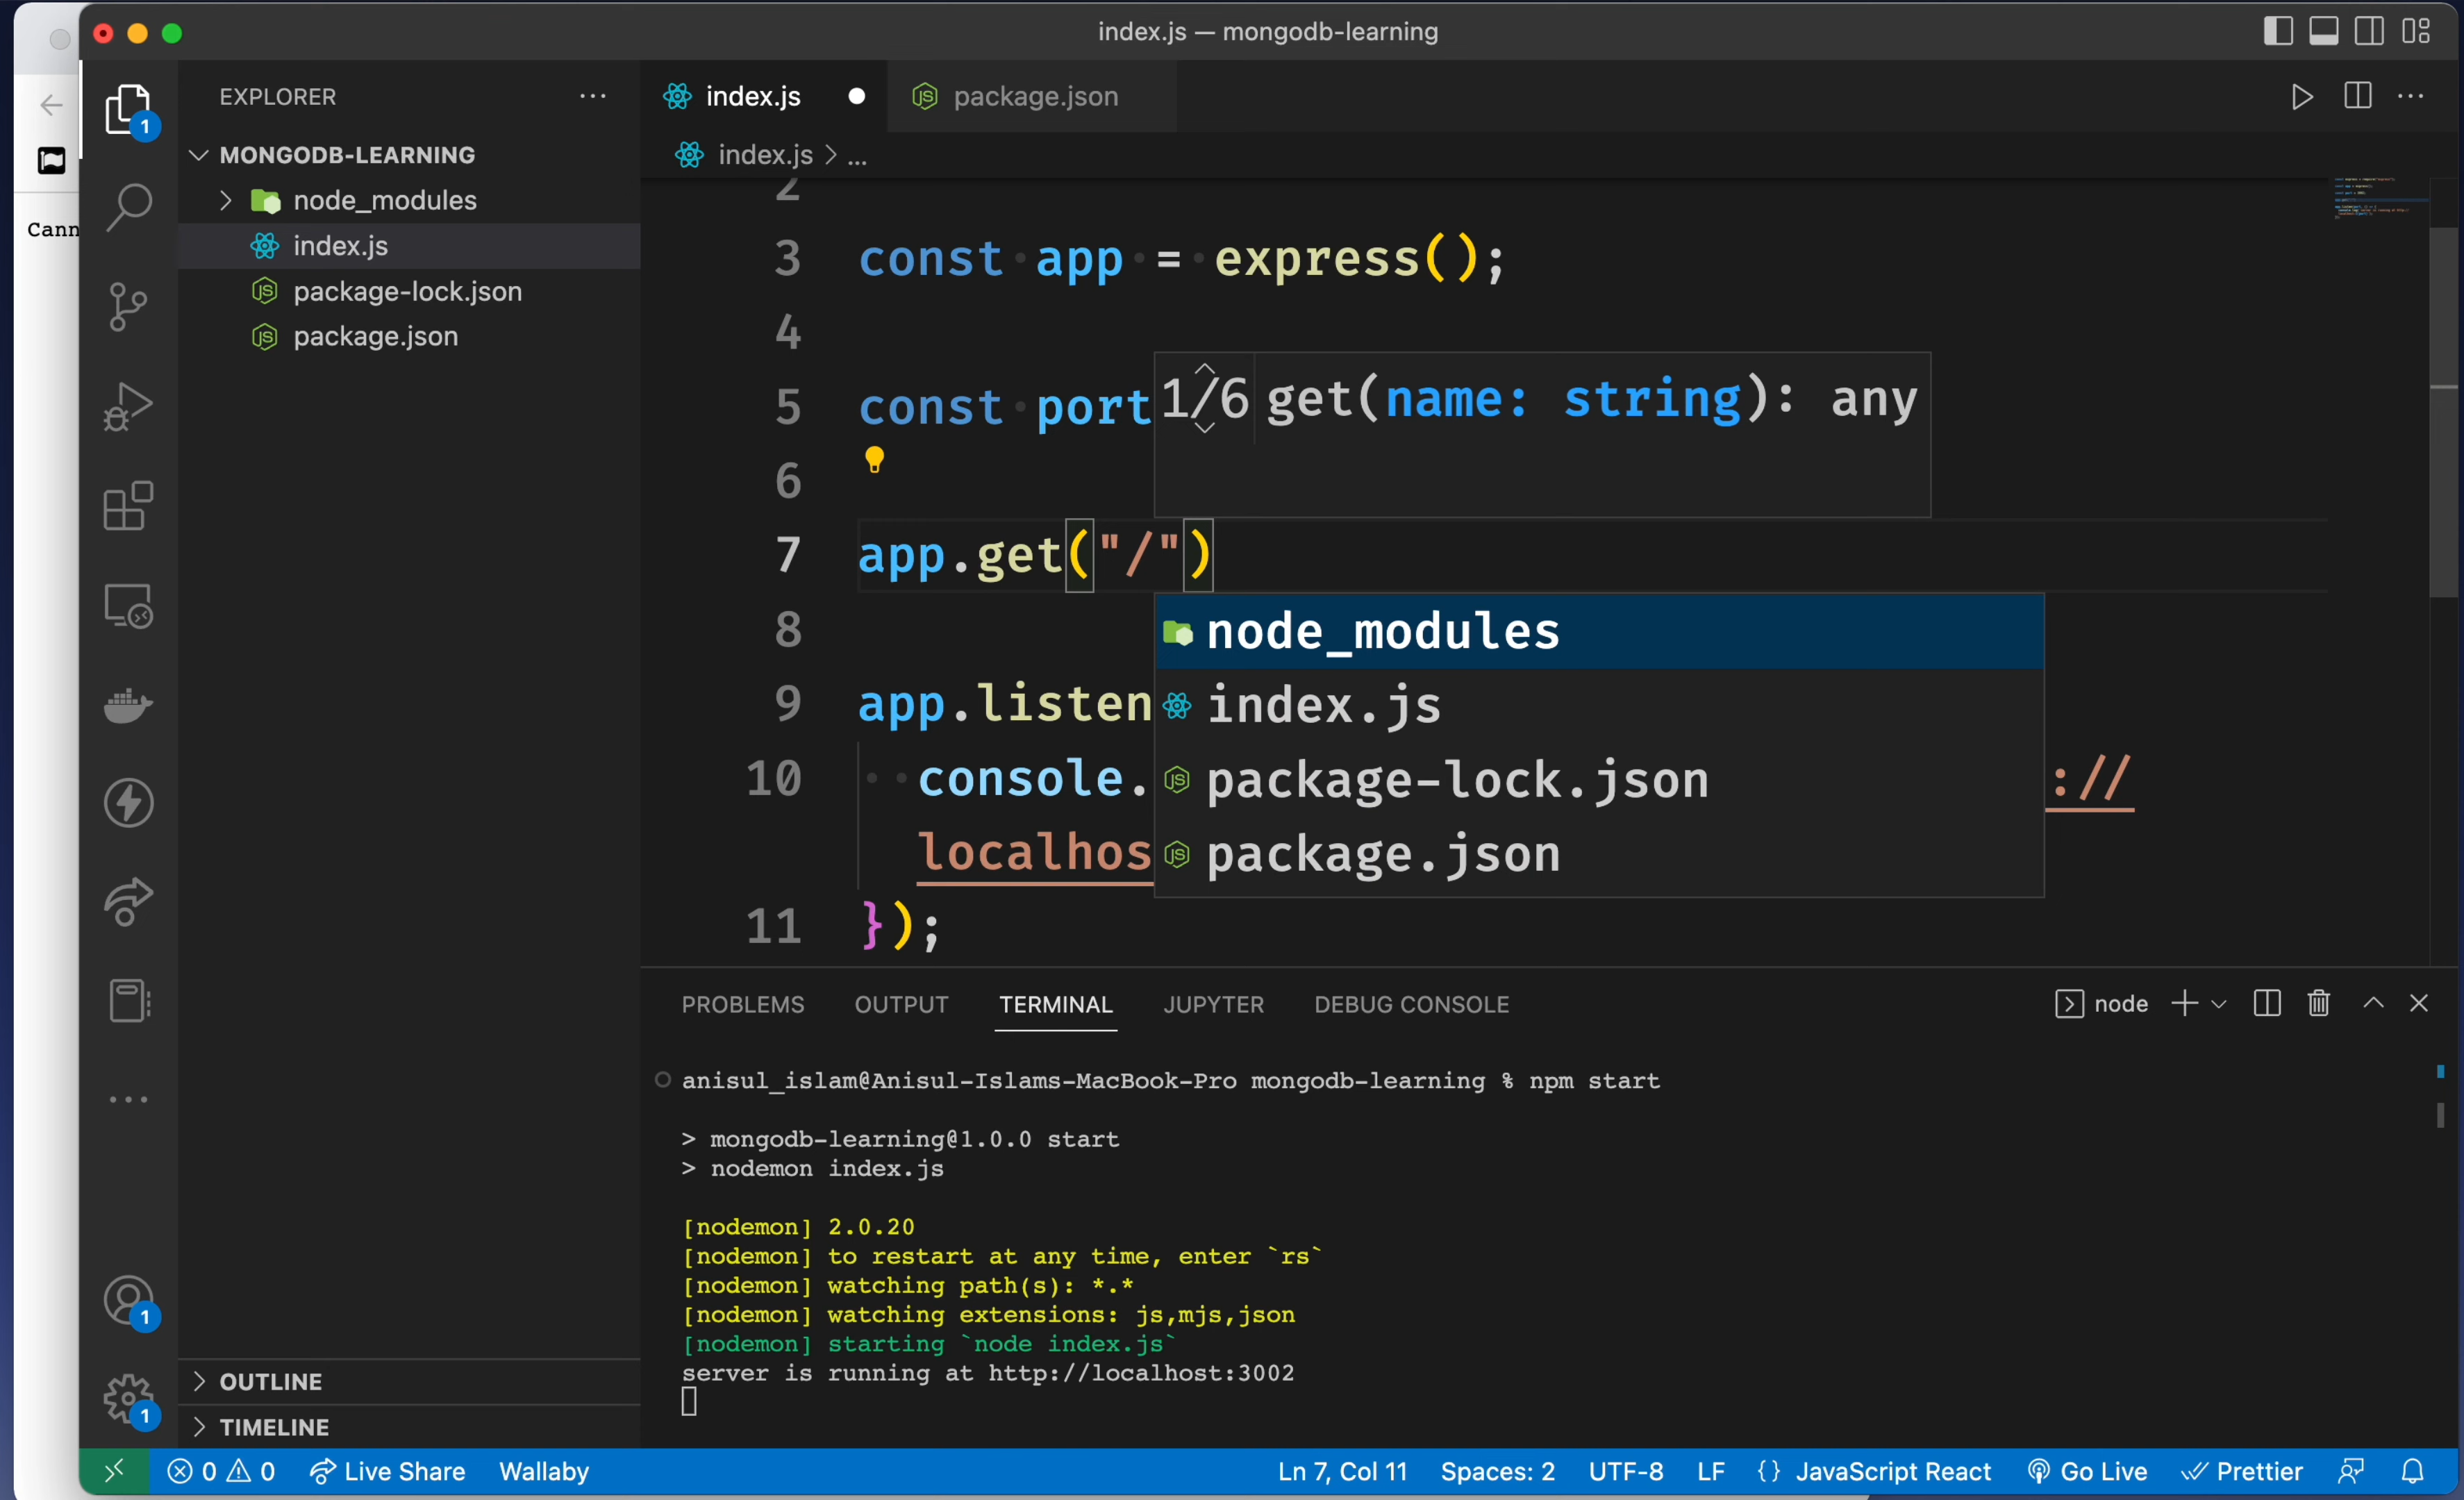 index.js — mongodb-learning
Cann
1
EXPLORER
MONGODB-LEARNING
node_modules
index.js
package-lock.json
package.json
OUTLINE
TIMELINE
1
1
index.js
package.json
index.js > ...
2
3 const app = express();
4
5 const port
6
7 app.get("/")
8
9 app.listen
10 console. ://
localhos
11 });
1/6 get(name: string): any
node_modules
index.js
package-lock.json
package.json
PROBLEMS OUTPUT TERMINAL JUPYTER DEBUG CONSOLE
node
anisul_islam@Anisul-Islams-MacBook-Pro mongodb-learning % npm start
> mongodb-learning@1.0.0 start
> nodemon index.js
[nodemon] 2.0.20
[nodemon] to restart at any time, enter `rs`
[nodemon] watching path(s): *.*
[nodemon] watching extensions: js,mjs,json
[nodemon] starting `node index.js`
server is running at http://localhost:3002
0 0 Live Share Wallaby Ln 7, Col 11 Spaces: 2 UTF-8 LF {} JavaScript React Go Live Prettier